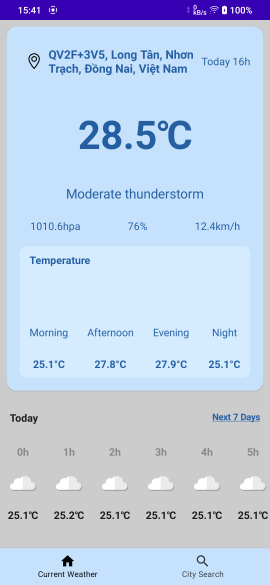 15:41
0
kB/s
100%
QV2F+3V5, Long Tân, Nhơn
Trạch, Đồng Nai, Việt Nam
Today 16h
28.5°C
Moderate thunderstorm
1010.6hpa 76% 12.4km/h
Temperature
Morning Afternoon Evening Night
25.1°C 27.8°C 27.9°C 25.1°C
Today
Next 7 Days
0h 1h 2h 3h 4h 5h
25.1°C 25.2°C 25.1°C 25.1°C 25.1°C 25.1°C
Current Weather
City Search